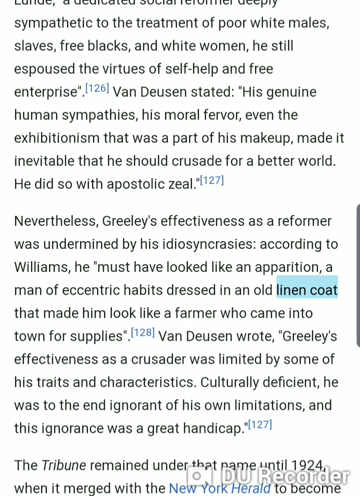 Lunde, "a dedicated social reformer deeply
sympathetic to the treatment of poor white males,
slaves, free blacks, and white women, he still
espoused the virtues of self-help and free
enterprise".[126] Van Deusen stated: "His genuine
human sympathies, his moral fervor, even the
exhibitionism that was a part of his makeup, made it
inevitable that he should crusade for a better world.
He did so with apostolic zeal."[127]
Nevertheless, Greeley's effectiveness as a reformer
was undermined by his idiosyncrasies: according to
Williams, he "must have looked like an apparition, a
man of eccentric habits dressed in an old linen coat
that made him look like a farmer who came into
town for supplies".[128] Van Deusen wrote, "Greeley's
effectiveness as a crusader was limited by some of
his traits and characteristics. Culturally deficient, he
was to the end ignorant of his own limitations, and
this ignorance was a great handicap."[127]
The Tribune remained under that name until 1924,
DU Recorder
when it merged with the New York Herald to become